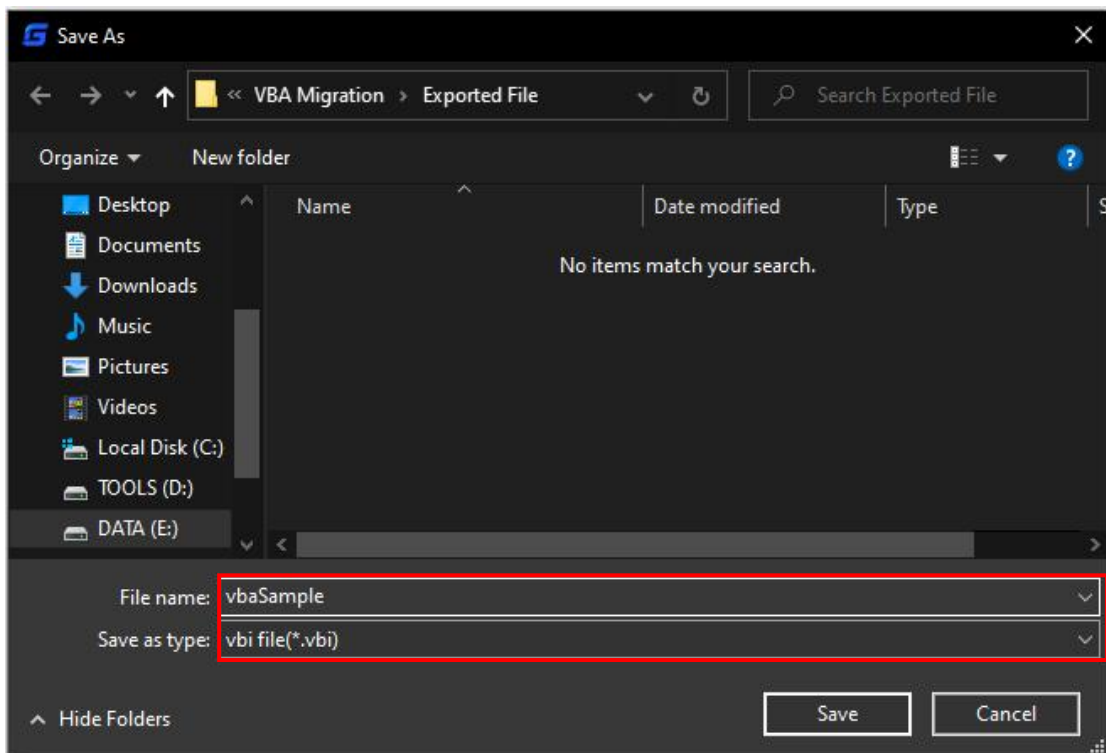 Save As
« VBA Migration > Exported File
Search Exported File
Organize
New folder
Name
Date modified
Type
S
Desktop
Documents
Downloads
Music
Pictures
Videos
Local Disk (C:)
TOOLS (D:)
DATA (E:)
No items match your search.
File name: vbaSample
Save as type: vbi file(*.vbi)
Hide Folders
Save
Cancel